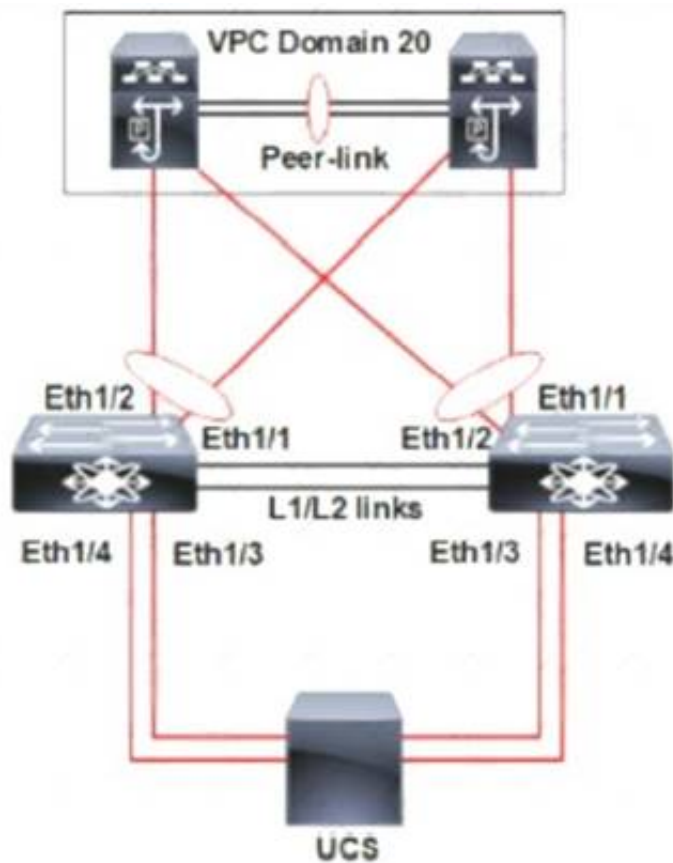 VPC Domain 20
Peer-link
Eth1/2
Eth1/1
Eth1/2
Eth1/1
L1/L2 links
Eth1/4
Eth1/3
Eth1/3
Eth1/4
UCS